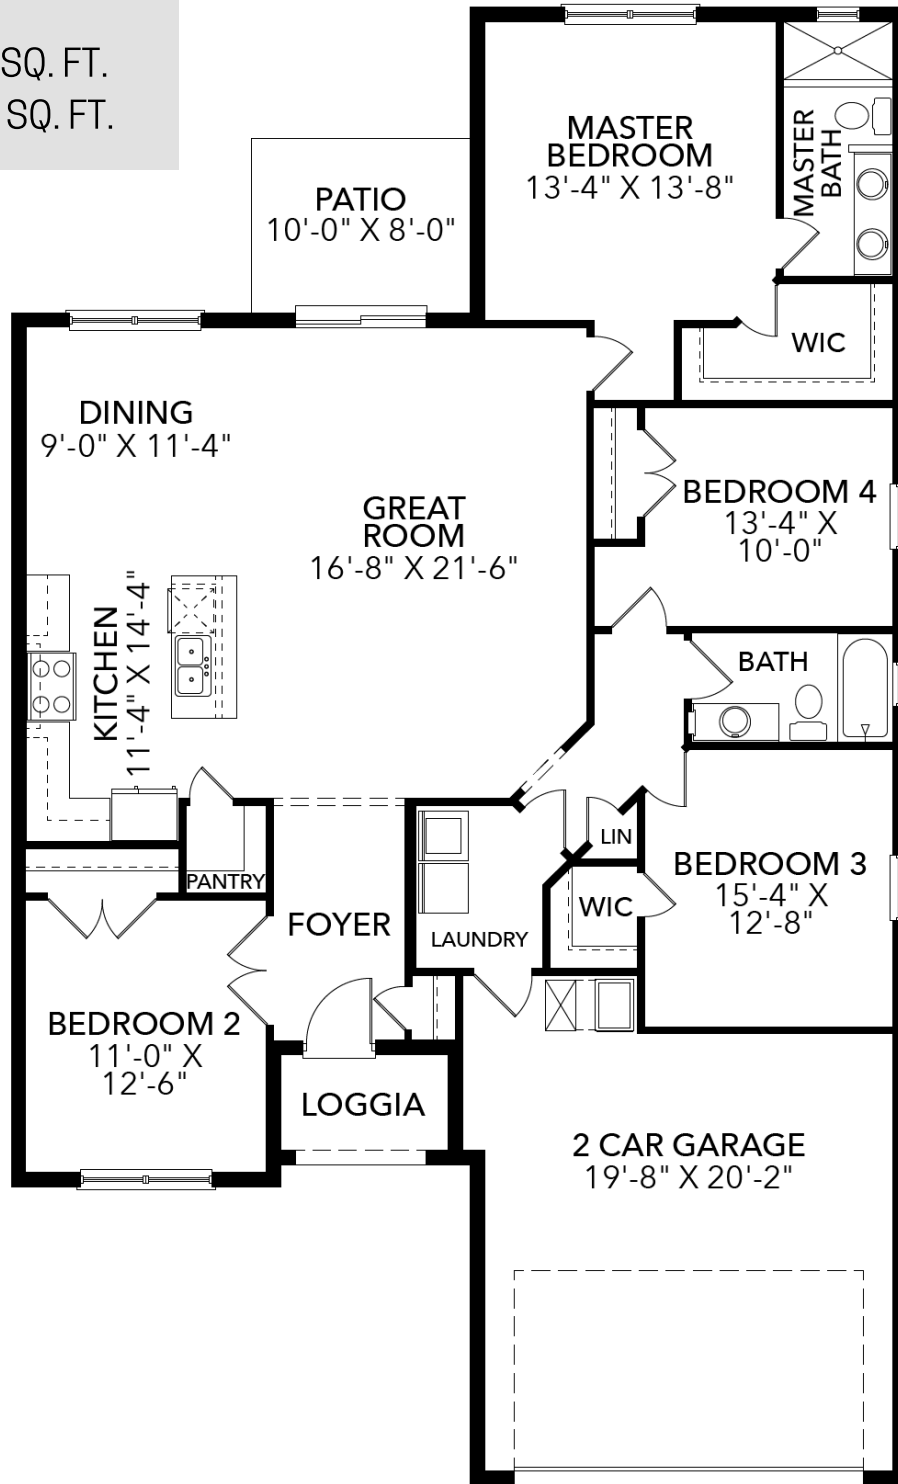 SQ. FT.
SQ. FT.
MASTER
BEDROOM
13'-4" X 13'-8"
MASTER
BATH
PATIO
10'-0" X 8'-0"
WIC
DINING
9'-0" X 11'-4"
GREAT
ROOM
16'-8" X 21'-6"
BEDROOM 4
13'-4" X
10'-0"
KITCHEN
11'-4" X 14'-4"
BATH
LIN
PANTRY
BEDROOM 3
15'-4" X
12'-8"
WIC
FOYER
LAUNDRY
BEDROOM 2
11'-0" X
12'-6"
LOGGIA
2 CAR GARAGE
19'-8" X 20'-2"